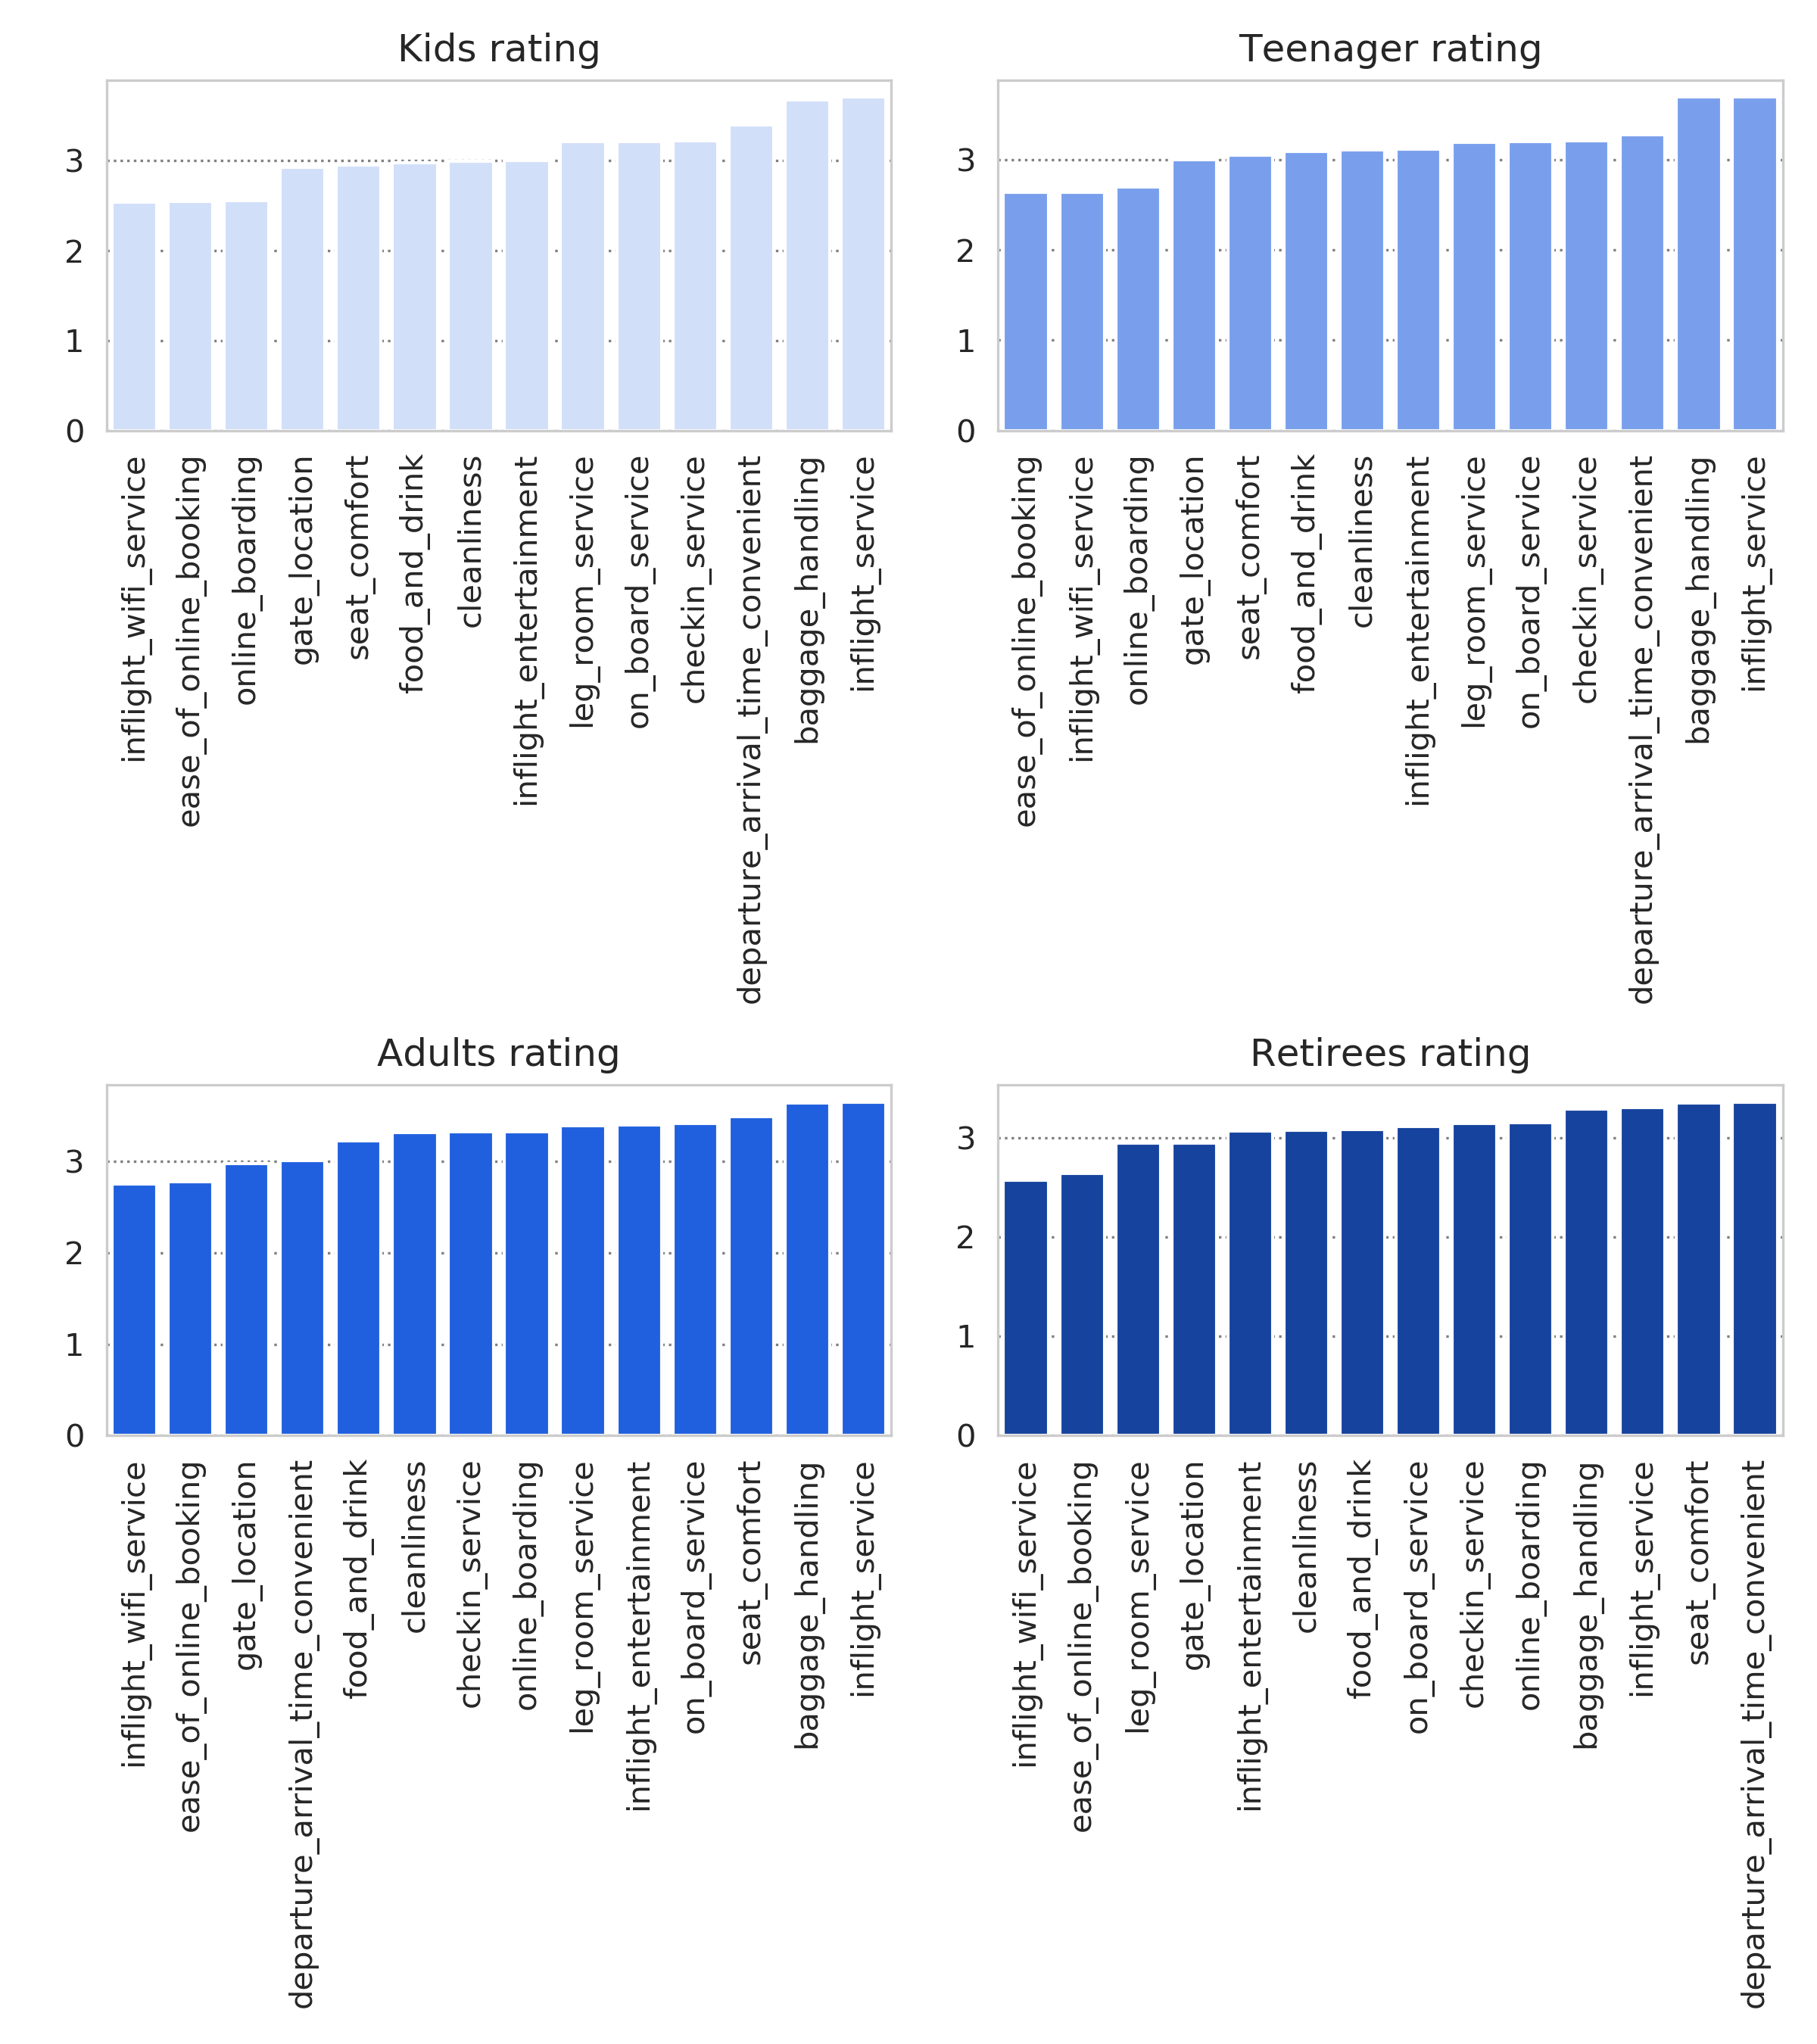 Kids rating
3
2
1
0
inflight_wifi_service
ease_of_online_booking
online_boarding
gate_location
seat_comfort
food_and_drink
cleanliness
inflight_entertainment
leg_room_service
on_board_service
checkin_service
departure_arrival_time_convenient
baggage_handling
inflight_service
Teenager rating
3
2
1
0
ease_of_online_booking
inflight_wifi_service
online_boarding
gate_location
seat_comfort
food_and_drink
cleanliness
inflight_entertainment
leg_room_service
on_board_service
checkin_service
departure_arrival_time_convenient
baggage_handling
inflight_service
Adults rating
3
2
1
0
inflight_wifi_service
ease_of_online_booking
gate_location
departure_arrival_time_convenient
food_and_drink
cleanliness
checkin_service
online_boarding
leg_room_service
inflight_entertainment
on_board_service
seat_comfort
baggage_handling
inflight_service
Retirees rating
3
2
1
0
inflight_wifi_service
ease_of_online_booking
leg_room_service
gate_location
inflight_entertainment
cleanliness
food_and_drink
on_board_service
checkin_service
online_boarding
baggage_handling
inflight_service
seat_comfort
departure_arrival_time_convenient